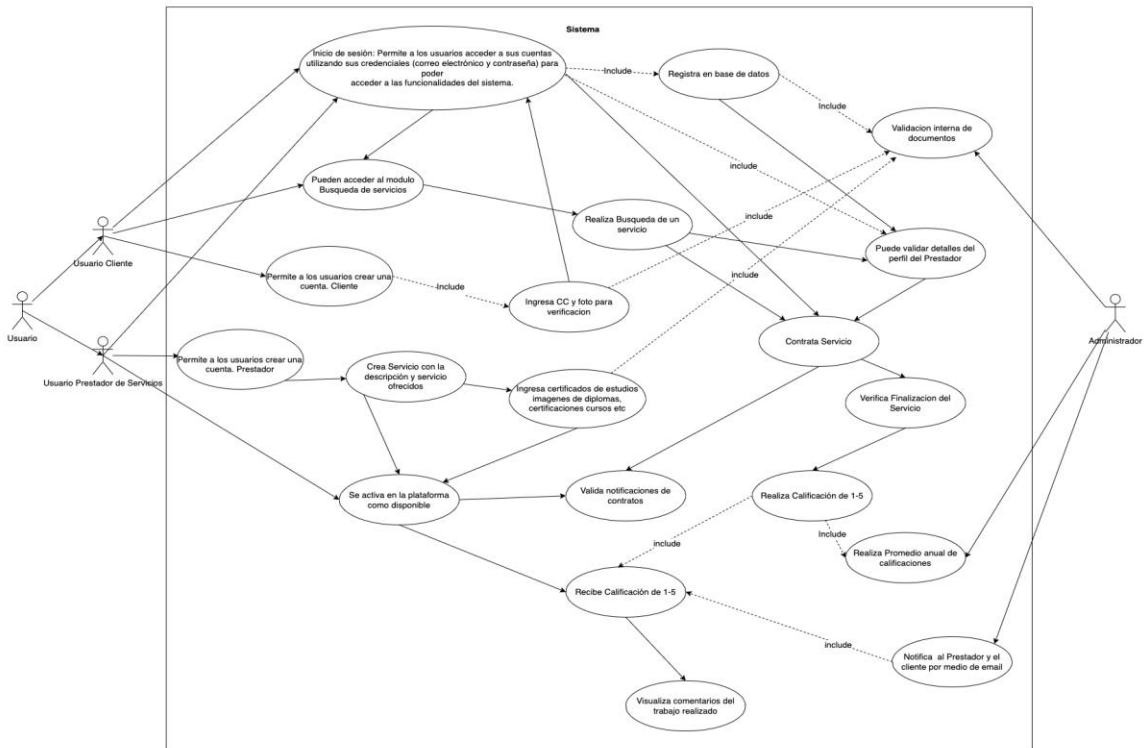 Sistema
Inicio de sesión: Permite a los usuarios acceder a sus cuentas
utilizando sus credenciales (correo electrónico y contraseña) para
poder
acceder a las funcionalidades del sistema.
Include
Registra en base de datos
Include
Validacion interna de
documentos
Pueden acceder al modulo
Busqueda de servicios
include
include
Realiza Busqueda de un
servicio
Puede validar detalles del
perfil del Prestador
Usuario Cliente
Permite a los usuarios crear una
cuenta. Cliente
Include
Ingresa CC y foto para
verificacion
include
Usuario
Administrador
Contrata Servicio
Usuario Prestador de Servicios
Permite a los usuarios crear una
cuenta. Prestador
Crea Servicio con la
descripción y servicio
ofrecidos
Ingresa certificados de estudios
imagenes de diplomas,
certificaciones cursos etc
Verifica Finalizacion del
Servicio
Se activa en la plataforma
como disponible
Valida notificaciones de
contratos
Realiza Calificación de 1-5
include
Include
Realiza Promedio anual de
calificaciones
Recibe Calificación de 1-5
include
Notifica al Prestador y el
cliente por medio de email
Visualiza comentarios del
trabajo realizado